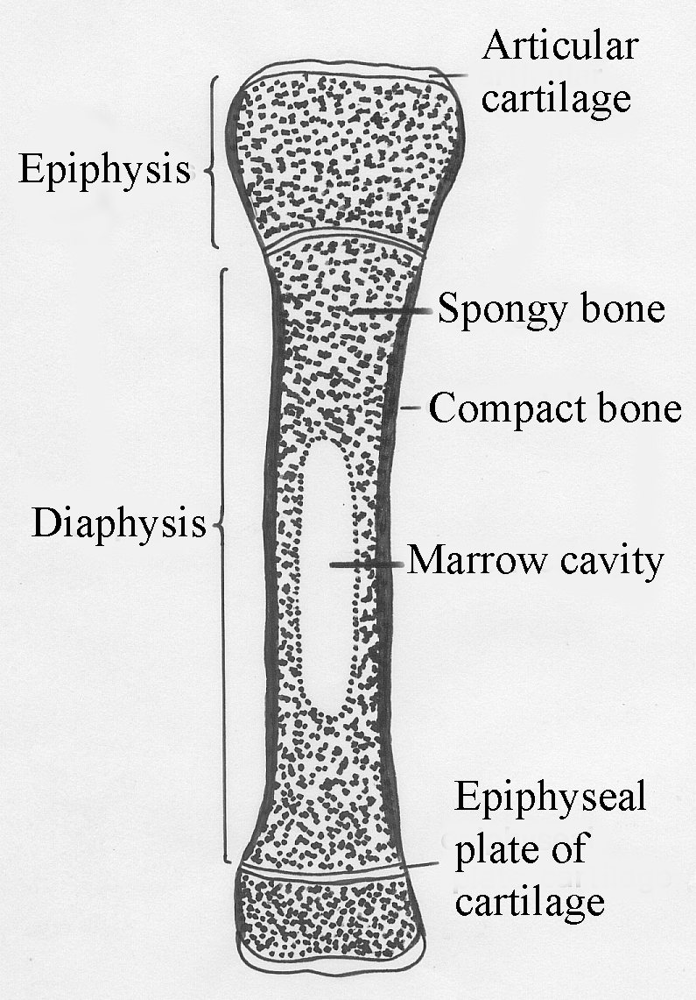 Articular
cartilage
Epiphysis
Spongy bone
Compact bone
Diaphysis
Marrow cavity
Epiphyseal
plate of
cartilage